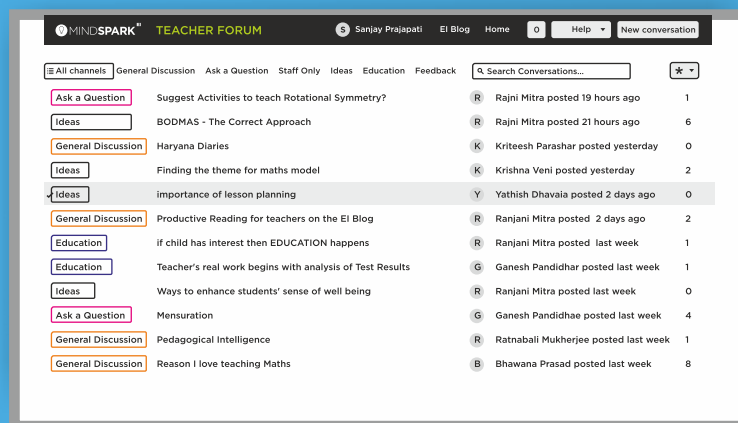 MINDSPARK EI TEACHER FORUM S Sanjay Prajapati EI Blog Home 0 Help New conversation
All channels General Discussion Ask a Question Staff Only Ideas Education Feedback Search Conversations... *
Ask a Question Suggest Activities to teach Rotational Symmetry? R Rajni Mitra posted 19 hours ago 1
Ideas BODMAS - The Correct Approach R Rajni Mitra posted 21 hours ago 6
General Discussion Haryana Diaries K Kriteesh Parashar posted yesterday 0
Ideas Finding the theme for maths model K Krishna Veni posted yesterday 2
Ideas importance of lesson planning Y Yathish Dhavaia posted 2 days ago 0
General Discussion Productive Reading for teachers on the EI Blog R Ranjani Mitra posted 2 days ago 2
Education if child has interest then EDUCATION happens R Ranjani Mitra posted last week 1
Education Teacher's real work begins with analysis of Test Results G Ganesh Pandidhar posted last week 1
Ideas Ways to enhance students' sense of well being R Ranjani Mitra posted last week 0
Ask a Question Mensuration G Ganesh Pandidhae posted last week 4
General Discussion Pedagogical Intelligence R Ratnabali Mukherjee posted last week 1
General Discussion Reason I love teaching Maths B Bhawana Prasad posted last week 8